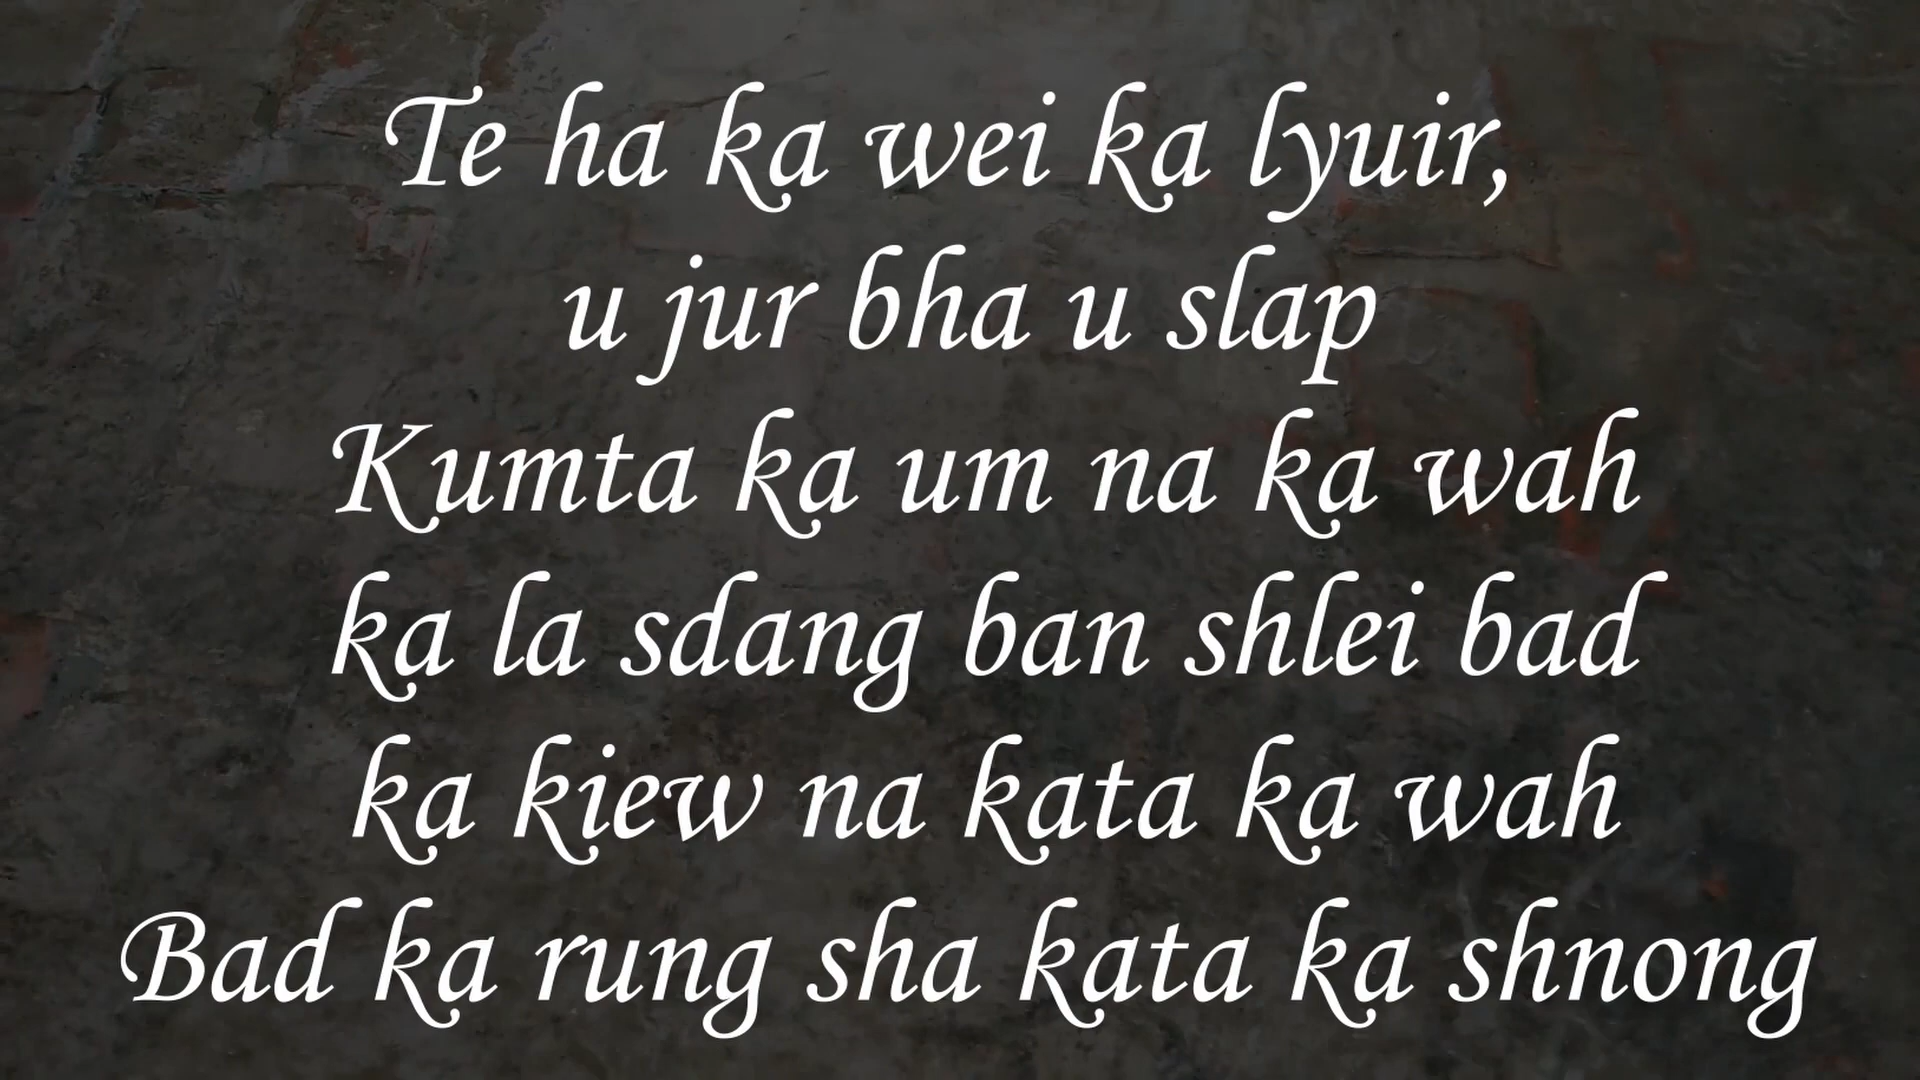 Te ha ka wei ka lyuir,
u jur bha u slap
Kumta ka um na ka wah
ka la sdang ban shlei bad
ka kiew na kata ka wah
Bad ka rung sha kata ka shnong